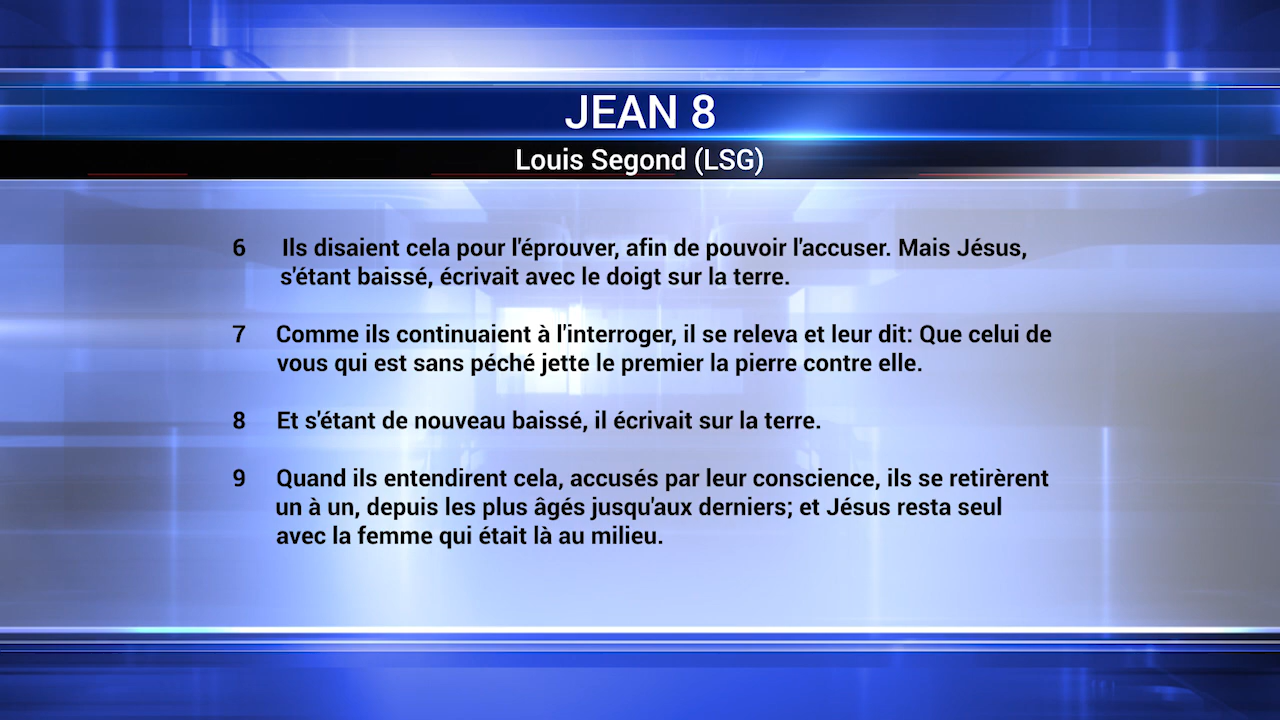 JEAN 8
Louis Segond (LSG)
6 Ils disaient cela pour l'éprouver, afin de pouvoir l'accuser. Mais Jésus,
s'étant baissé, écrivait avec le doigt sur la terre.
7 Comme ils continuaient à l'interroger, il se releva et leur dit: Que celui de
vous qui est sans péché jette le premier la pierre contre elle.
8 Et s'étant de nouveau baissé, il écrivait sur la terre.
9 Quand ils entendirent cela, accusés par leur conscience, ils se retirèrent
un à un, depuis les plus âgés jusqu'aux derniers; et Jésus resta seul
avec la femme qui était là au milieu.